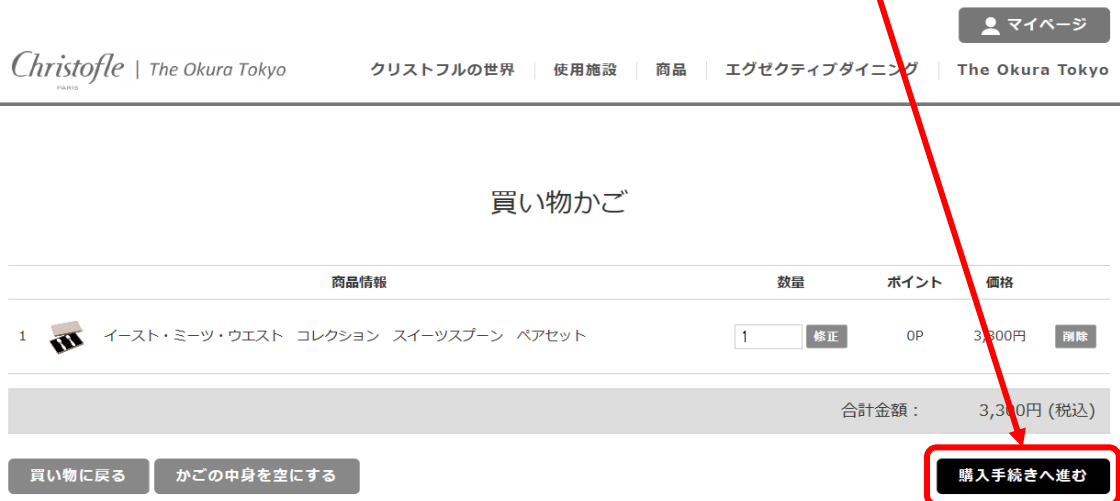 マイページ
Christofle | The Okura Tokyo
PARIS
クリストフルの世界 使用施設 商品 エグゼクティブダイニング The Okura Tokyo
買い物かご
商品情報 数量 ポイント 価格
1 イースト・ミーツ・ウエスト コレクション スイーツスプーン ペアセット 1 修正 0P 3,300円 削除
合計金額： 3,300円 (税込)
買い物に戻る かごの中身を空にする 購入手続きへ進む